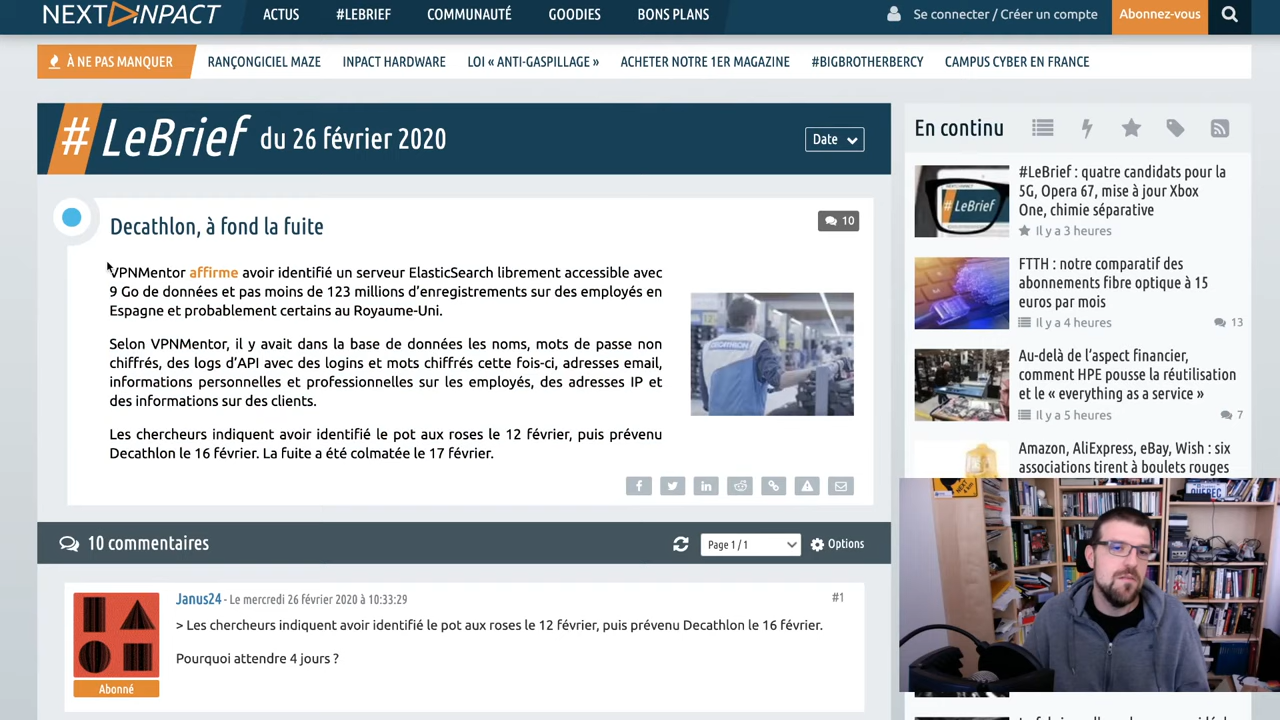 NEXT INPACT
ACTUS
#LEBRIEF
COMMUNAUTÉ
GOODIES
BONS PLANS
Se connecter / Créer un compte
Abonnez-vous
À NE PAS MANQUER
RANÇONGICIEL MAZE
INPACT HARDWARE
LOI « ANTI-GASPILLAGE »
ACHETER NOTRE 1ER MAGAZINE
#BIGBROTHERBERCY
CAMPUS CYBER EN FRANCE
#LeBrief du 26 février 2020
Date
Decathlon, à fond la fuite
10
VPNMentor affirme avoir identifié un serveur ElasticSearch librement accessible avec
9 Go de données et pas moins de 123 millions d'enregistrements sur des employés en
Espagne et probablement certains au Royaume-Uni.
Selon VPNMentor, il y avait dans la base de données les noms, mots de passe non
chiffrés, des logs d'API avec des logins et mots chiffrés cette fois-ci, adresses email,
informations personnelles et professionnelles sur les employés, des adresses IP et
des informations sur des clients.
Les chercheurs indiquent avoir identifié le pot aux roses le 12 février, puis prévenu
Decathlon le 16 février. La fuite a été colmatée le 17 février.
DECATHLON
10 commentaires
Page 1 / 1
Options
Janus24 - Le mercredi 26 février 2020 à 10:33:29
#1
> Les chercheurs indiquent avoir identifié le pot aux roses le 12 février, puis prévenu Decathlon le 16 février.
Pourquoi attendre 4 jours ?
Abonné
En continu
#LeBrief
#LeBrief : quatre candidats pour la
5G, Opera 67, mise à jour Xbox
One, chimie séparative
Il y a 3 heures
FTTH : notre comparatif des
abonnements fibre optique à 15
euros par mois
Il y a 4 heures
13
Au-delà de l'aspect financier,
comment HPE pousse la réutilisation
et le « everything as a service »
Il y a 5 heures
7
Amazon, AliExpress, eBay, Wish : six
associations tirent à boulets rouges
QUÉBEC